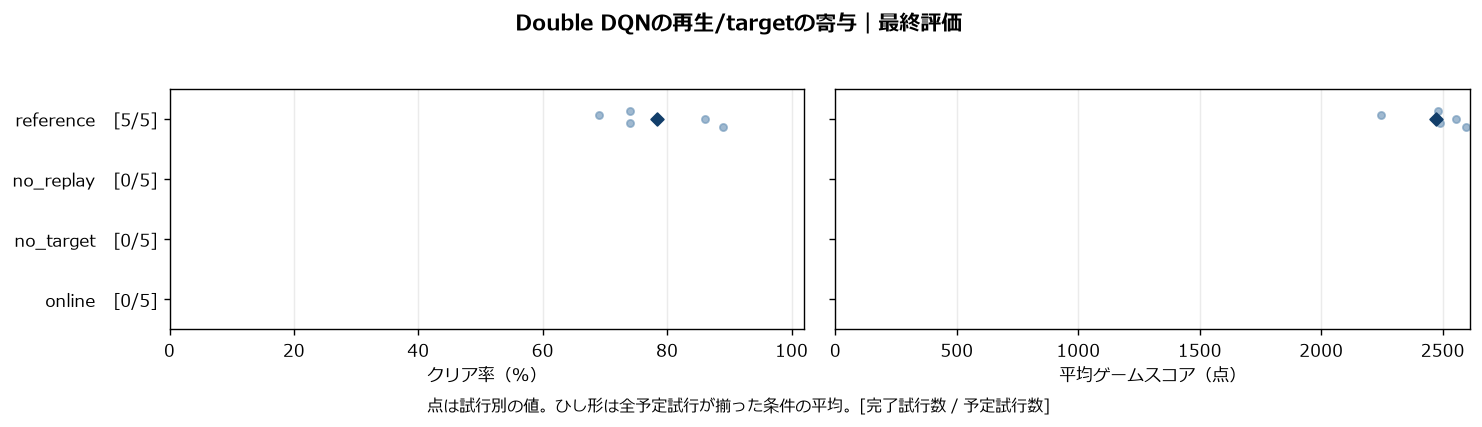 Double DQNの再生/targetの寄与｜最終評価
reference [5/5]
no_replay [0/5]
no_target [0/5]
online [0/5]
0 20 40 60 80 100
クリア率（%）
0 500 1000 1500 2000 2500
平均ゲームスコア（点）
点は試行別の値。ひし形は全予定試行が揃った条件の平均。[完了試行数 / 予定試行数]